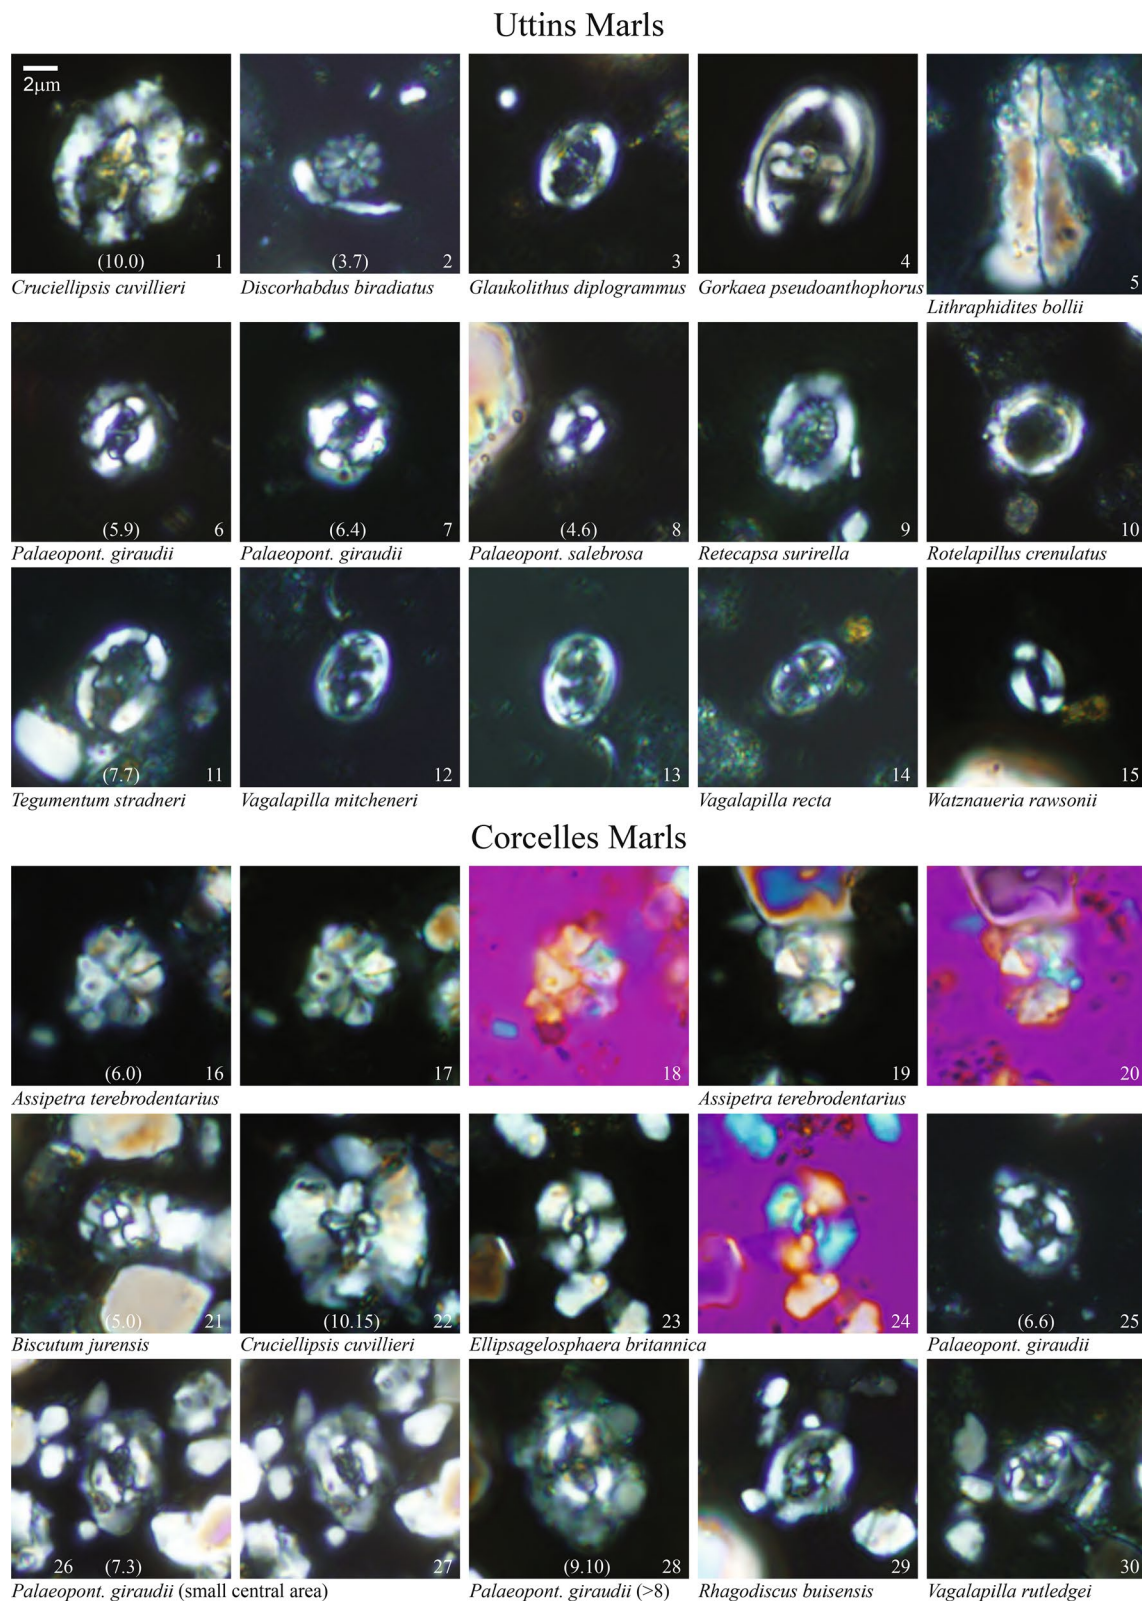 Uttins Marls
2μm
(10.0) 1
(3.7) 2
3
4
5
Cruciellipsis cuvillieri
Discorhabdus biradiatus
Glaukolithus diplogrammus
Gorkaea pseudoanthophorus
Lithraphidites bollii
(5.9) 6
(6.4) 7
(4.6) 8
9
10
Palaeopont. giraudii
Palaeopont. giraudii
Palaeopont. salebrosa
Retecapsa surirella
Rotelapillus crenulatus
(7.7) 11
12
13
14
15
Tegumentum stradneri
Vagalapilla mitcheneri
Vagalapilla recta
Watznaueria rawsonii
Corcelles Marls
(6.0) 16
17
18
19
20
Assipetra terebrodentarius
Assipetra terebrodentarius
(5.0) 21
(10.15) 22
23
24
(6.6) 25
Biscutum jurensis
Cruciellipsis cuvillieri
Ellipsagelosphaera britannica
Palaeopont. giraudii
26 (7.3)
27
(9.10) 28
29
30
Palaeopont. giraudii (small central area)
Palaeopont. giraudii (>8)
Rhagodiscus buisensis
Vagalapilla rutledgei